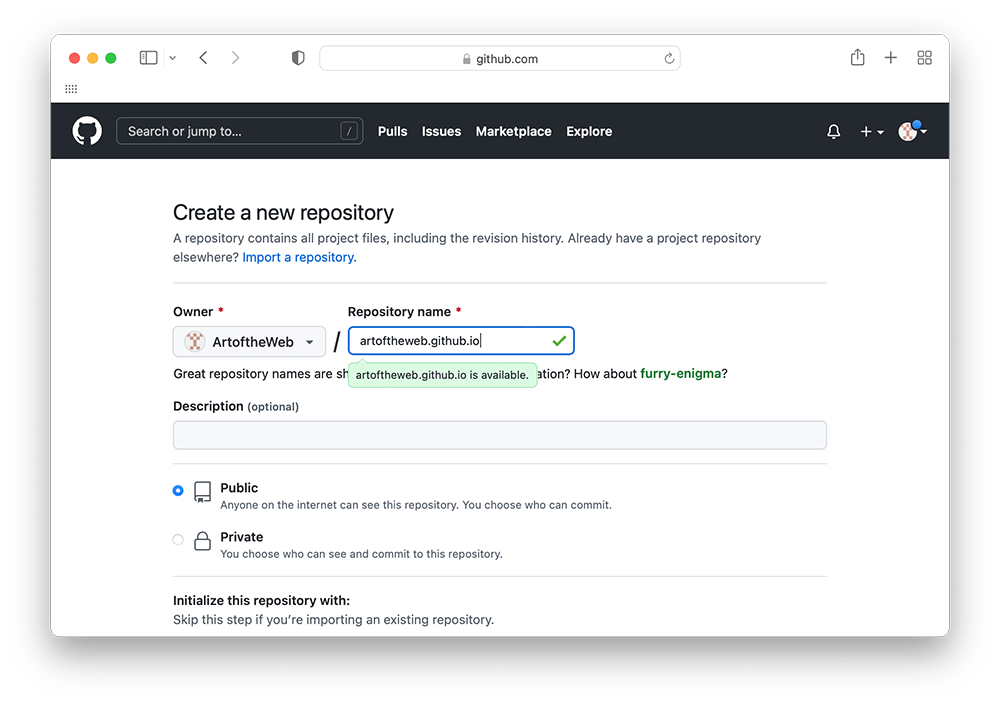 github.com
Search or jump to... / Pulls Issues Marketplace Explore
Create a new repository
A repository contains all project files, including the revision history. Already have a project repository
elsewhere? Import a repository.
Owner * Repository name *
ArtoftheWeb / artoftheweb.github.io
artoftheweb.github.io is available.
Great repository names are sh ation? How about furry-enigma?
Description (optional)
Public
Anyone on the internet can see this repository. You choose who can commit.
Private
You choose who can see and commit to this repository.
Initialize this repository with:
Skip this step if you're importing an existing repository.